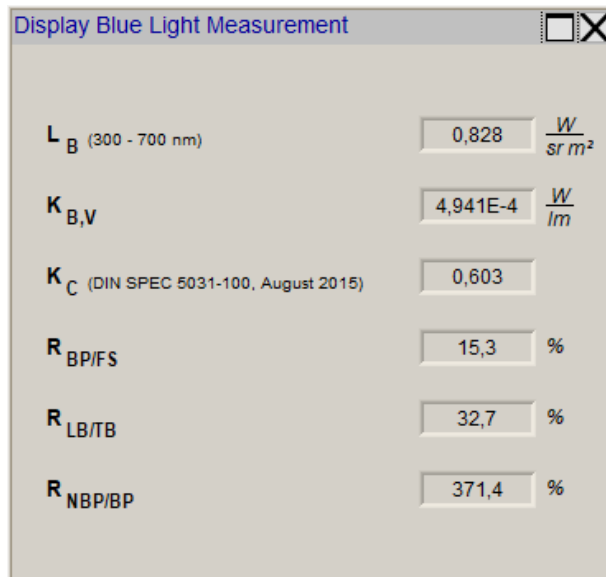 Display Blue Light Measurement
L B (300 - 700 nm) 0,828 W/sr m²
K B,V 4,941E-4 W/lm
K C (DIN SPEC 5031-100, August 2015) 0,603
R BP/FS 15,3 %
R LB/TB 32,7 %
R NBP/BP 371,4 %